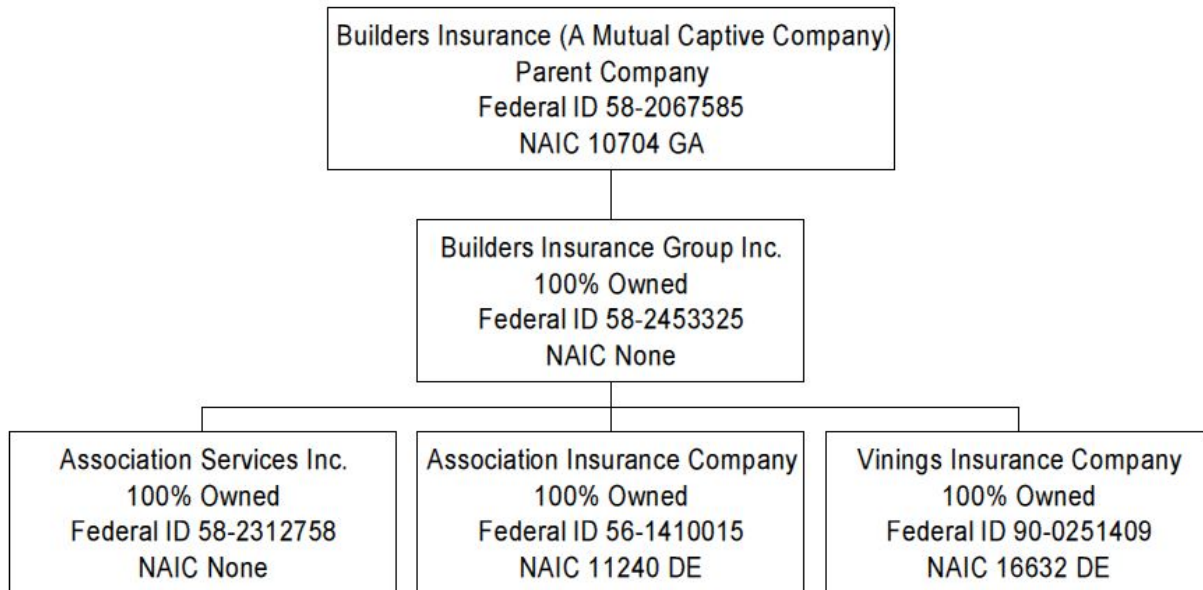 Builders Insurance (A Mutual Captive Company)
Parent Company
Federal ID 58-2067585
NAIC 10704 GA
Builders Insurance Group Inc.
100% Owned
Federal ID 58-2453325
NAIC None
Association Services Inc.
100% Owned
Federal ID 58-2312758
NAIC None
Association Insurance Company
100% Owned
Federal ID 56-1410015
NAIC 11240 DE
Vinings Insurance Company
100% Owned
Federal ID 90-0251409
NAIC 16632 DE